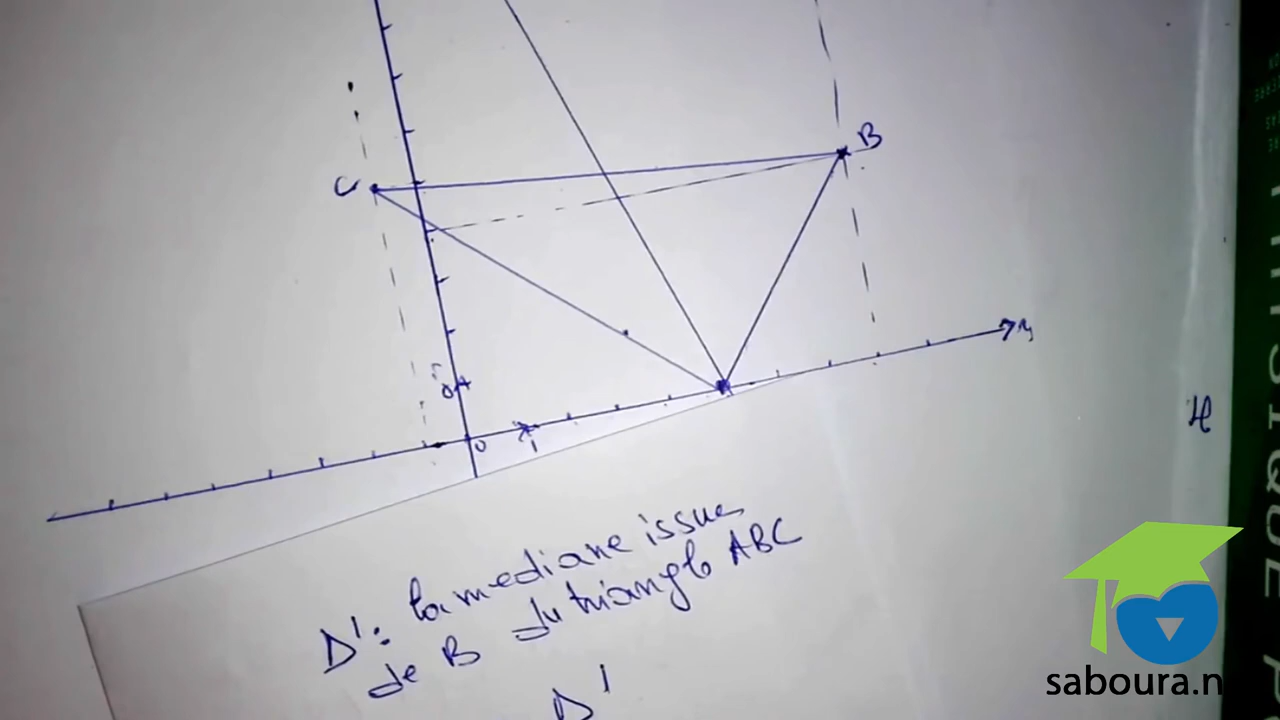 B
C
O
1
D': la mediane issue
de B du triangle ABC
D'
saboura.n